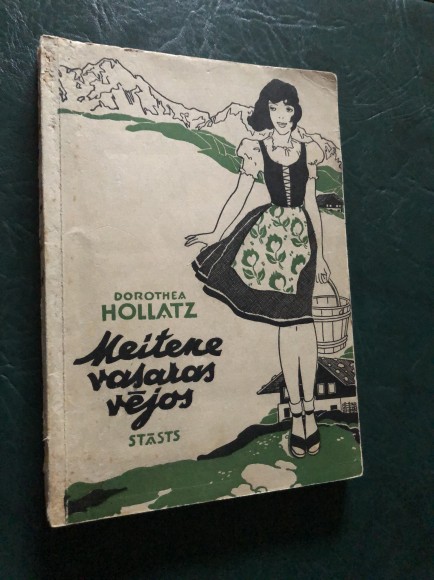 DOROTHEA
HOLLATZ
Meitene
vasaras
vējos
STĀSTS